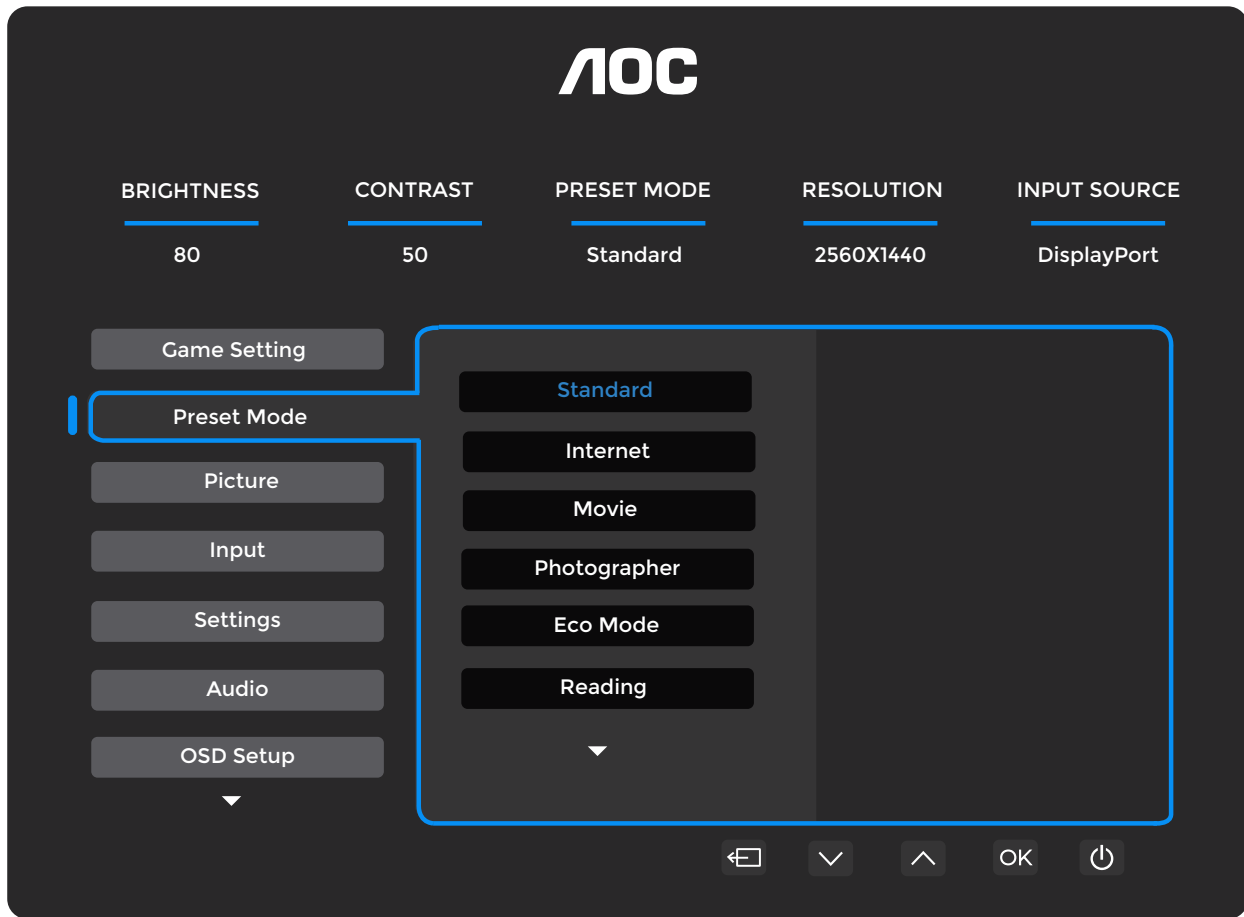 AOC
BRIGHTNESS CONTRAST PRESET MODE RESOLUTION INPUT SOURCE
80 50 Standard 2560X1440 DisplayPort
Game Setting
Preset Mode
Picture
Input
Settings
Audio
OSD Setup
Standard
Internet
Movie
Photographer
Eco Mode
Reading
OK